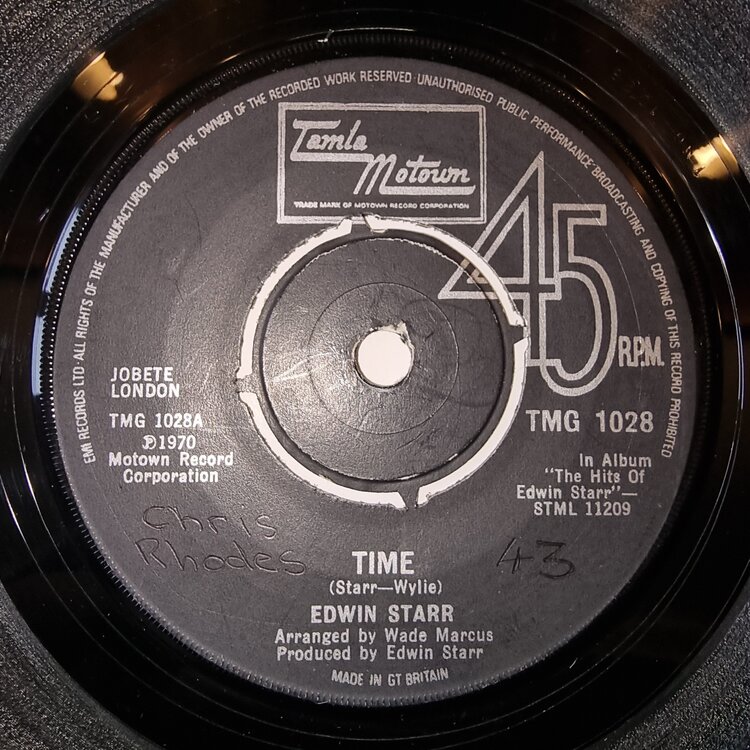 EMI RECORDS LTD·ALL RIGHTS OF THE MANUFACTURER AND OF THE OWNER OF THE RECORDED WORK RESERVED·UNAUTHORISED PUBLIC PERFORMANCE·BROADCASTING AND COPYING OF THIS RECORD PROHIBITED
Tamla
Motown
TRADE MARK OF MOTOWN RECORD CORPORATION
45
R.P.M.
JOBETE
LONDON
TMG 1028A
℗1970
Motown Record
Corporation
TMG 1028
In Album
"The Hits Of
Edwin Starr"—
STML 11209
Chris
Rhodes
43
TIME
(Starr—Wylie)
EDWIN STARR
Arranged by Wade Marcus
Produced by Edwin Starr
MADE IN GT BRITAIN